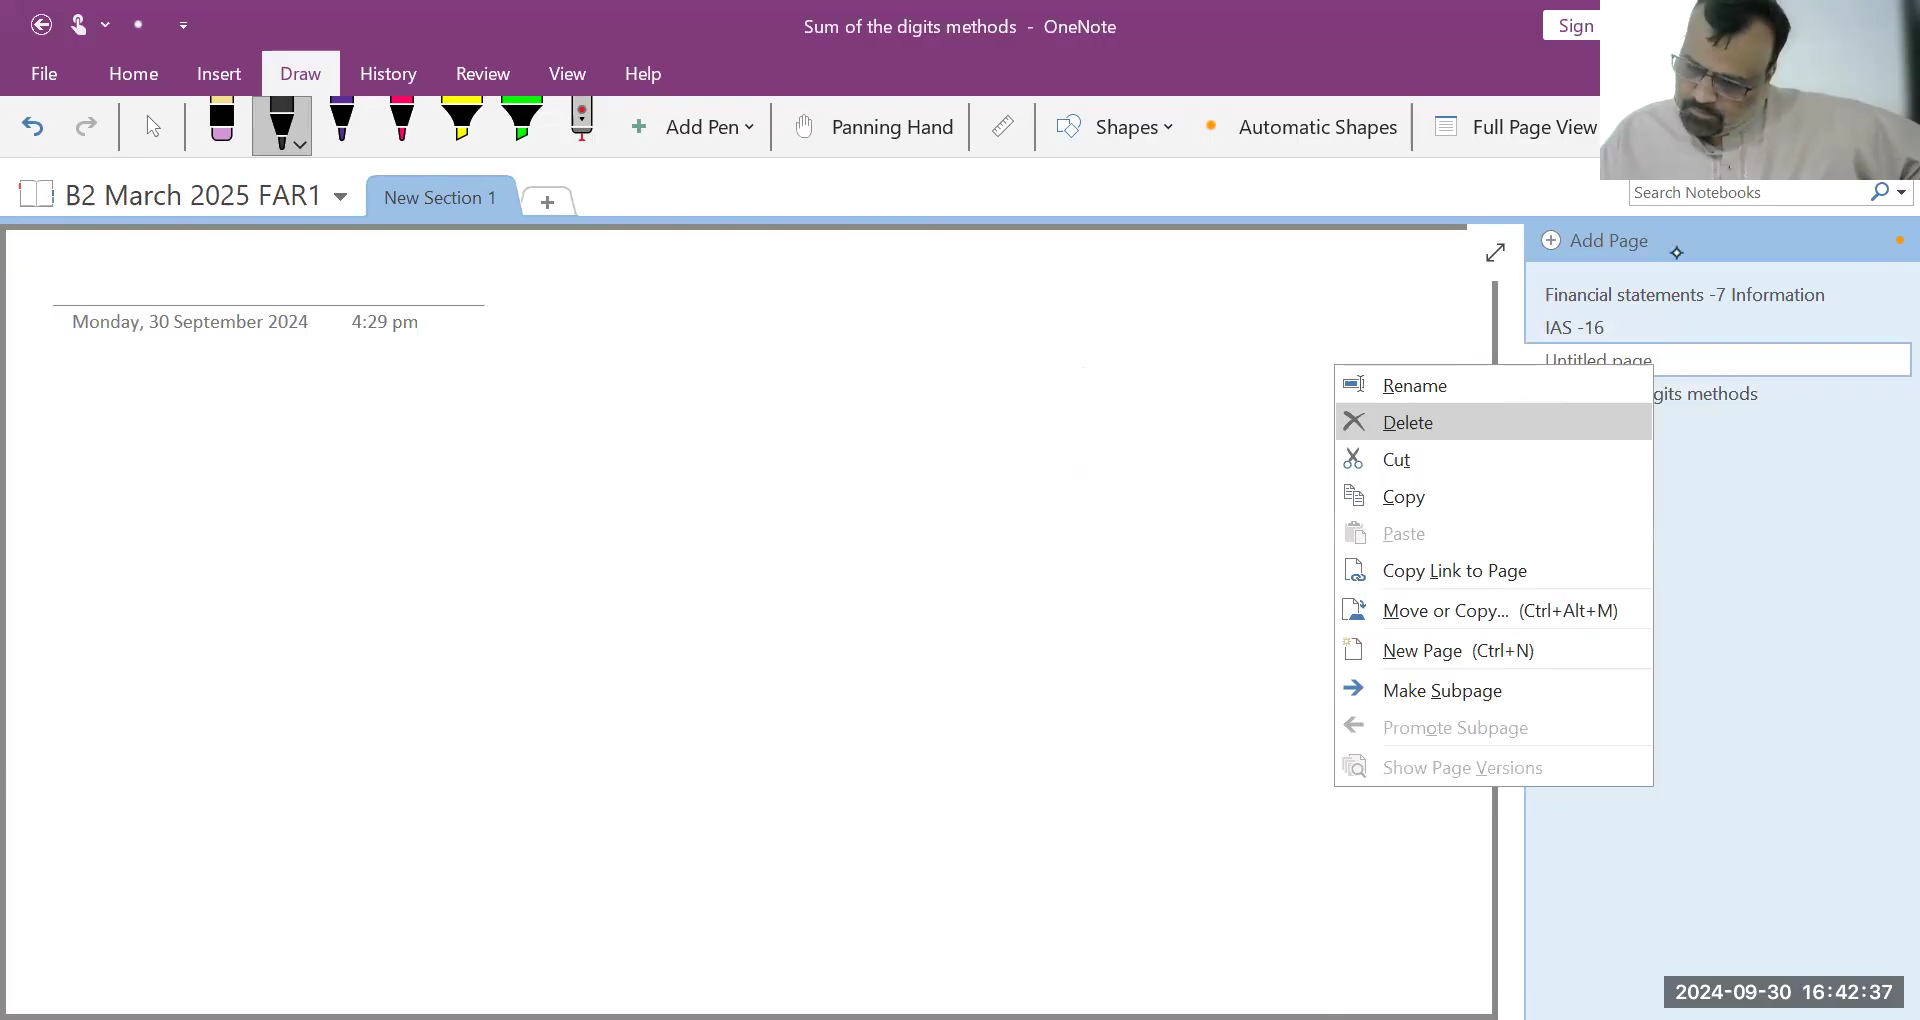 Sum of the digits methods - OneNote
Sign
File Home Insert Draw History Review View Help
Add Pen Panning Hand Shapes Automatic Shapes Full Page View
B2 March 2025 FAR1 New Section 1
Search Notebooks
Add Page
Monday, 30 September 2024 4:29 pm
Financial statements -7 Information
IAS -16
Untitled page
gits methods
Rename
Delete
Cut
Copy
Paste
Copy Link to Page
Move or Copy... (Ctrl+Alt+M)
New Page (Ctrl+N)
Make Subpage
Promote Subpage
Show Page Versions
2024-09-30 16:42:37